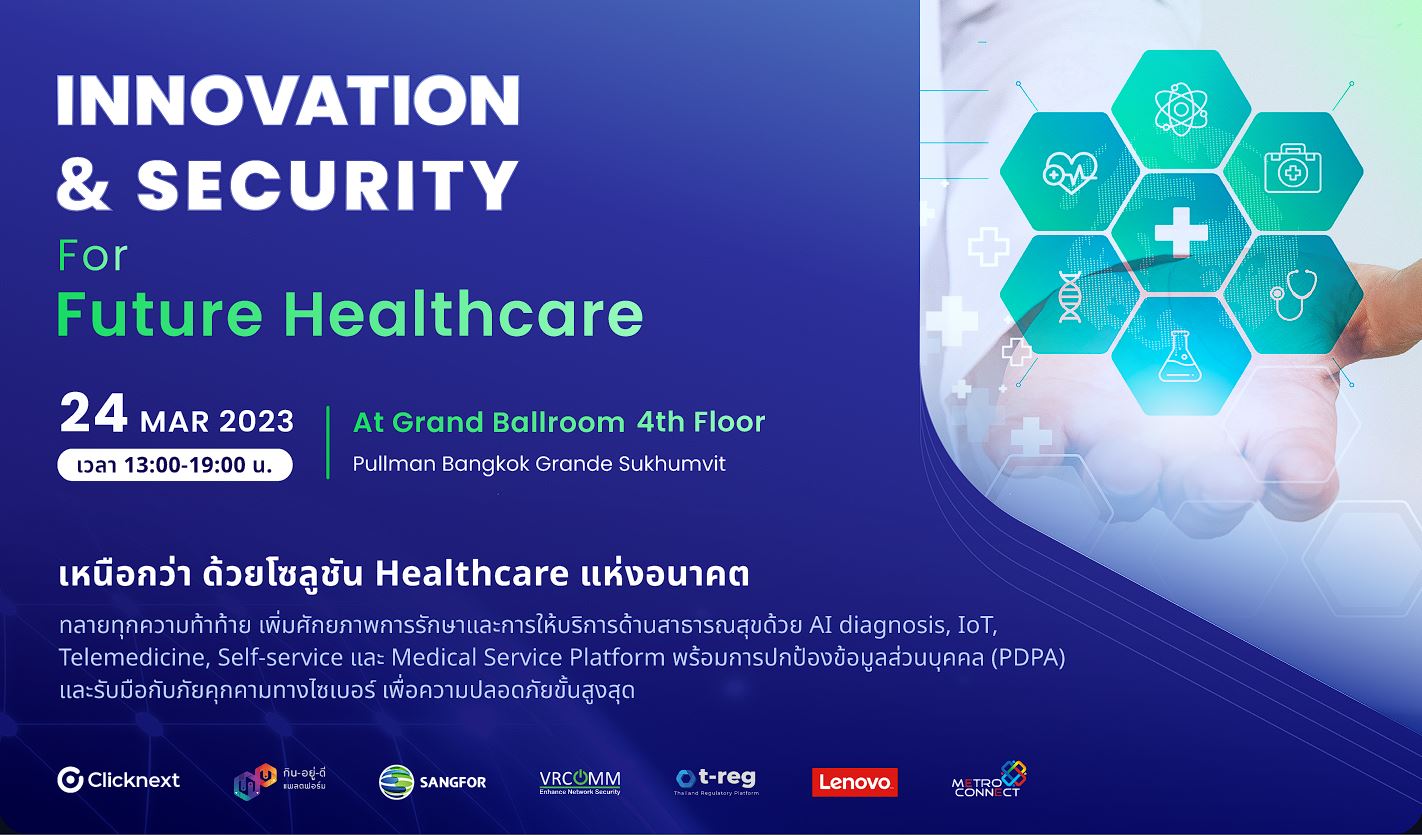 INNOVATION
& SECURITY
For
Future Healthcare
24 MAR 2023
เวลา 13:00-19:00 น.
At Grand Ballroom 4th Floor
Pullman Bangkok Grande Sukhumvit
เหนือกว่า ด้วยโซลูชัน Healthcare แห่งอนาคต
ทลายทุกความท้าท้าย เพิ่มศักยภาพการรักษาและการให้บริการด้านสาธารณสุขด้วย AI diagnosis, IoT,
Telemedicine, Self-service และ Medical Service Platform พร้อมการปกป้องข้อมูลส่วนบุคคล (PDPA)
และรับมือกับภัยคุกคามทางไซเบอร์ เพื่อความปลอดภัยขั้นสูงสุด
Clicknext
กิน-อยู่-ดี
แพลตฟอร์ม
SANGFOR
VRCOMM
Enhance Network Security
t-reg
Thailand Regulatory Platform
Lenovo
METRO
CONNECT